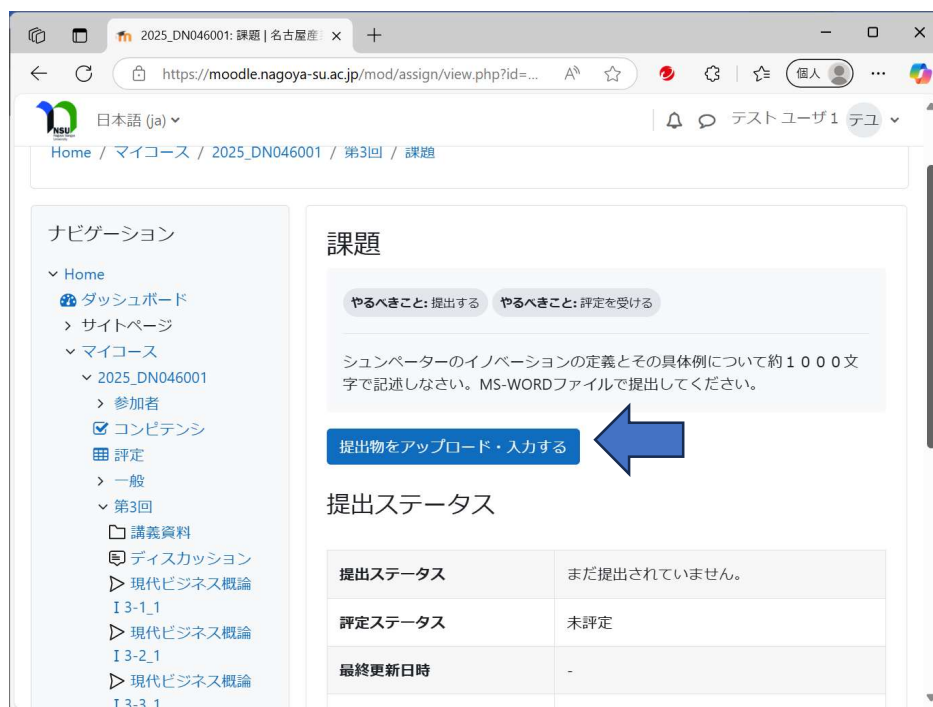 2025_DN046001: 課題 | 名古屋産
https://moodle.nagoya-su.ac.jp/mod/assign/view.php?id=...
個人
NSU
日本語 (ja)
テスト ユーザ1 テユ
Home / マイコース / 2025_DN046001 / 第3回 / 課題
ナビゲーション
Home
ダッシュボード
サイトページ
マイコース
2025_DN046001
参加者
コンピテンシ
評定
一般
第3回
講義資料
ディスカッション
現代ビジネス概論
I 3-1_1
現代ビジネス概論
I 3-2_1
現代ビジネス概論
I 3-3_1
課題
やるべきこと: 提出する やるべきこと: 評定を受ける
シュンペーターのイノベーションの定義とその具体例について約1000文
字で記述しなさい。MS-WORDファイルで提出してください。
提出物をアップロード・入力する
提出ステータス
提出ステータス まだ提出されていません。
評定ステータス 未評定
最終更新日時 -